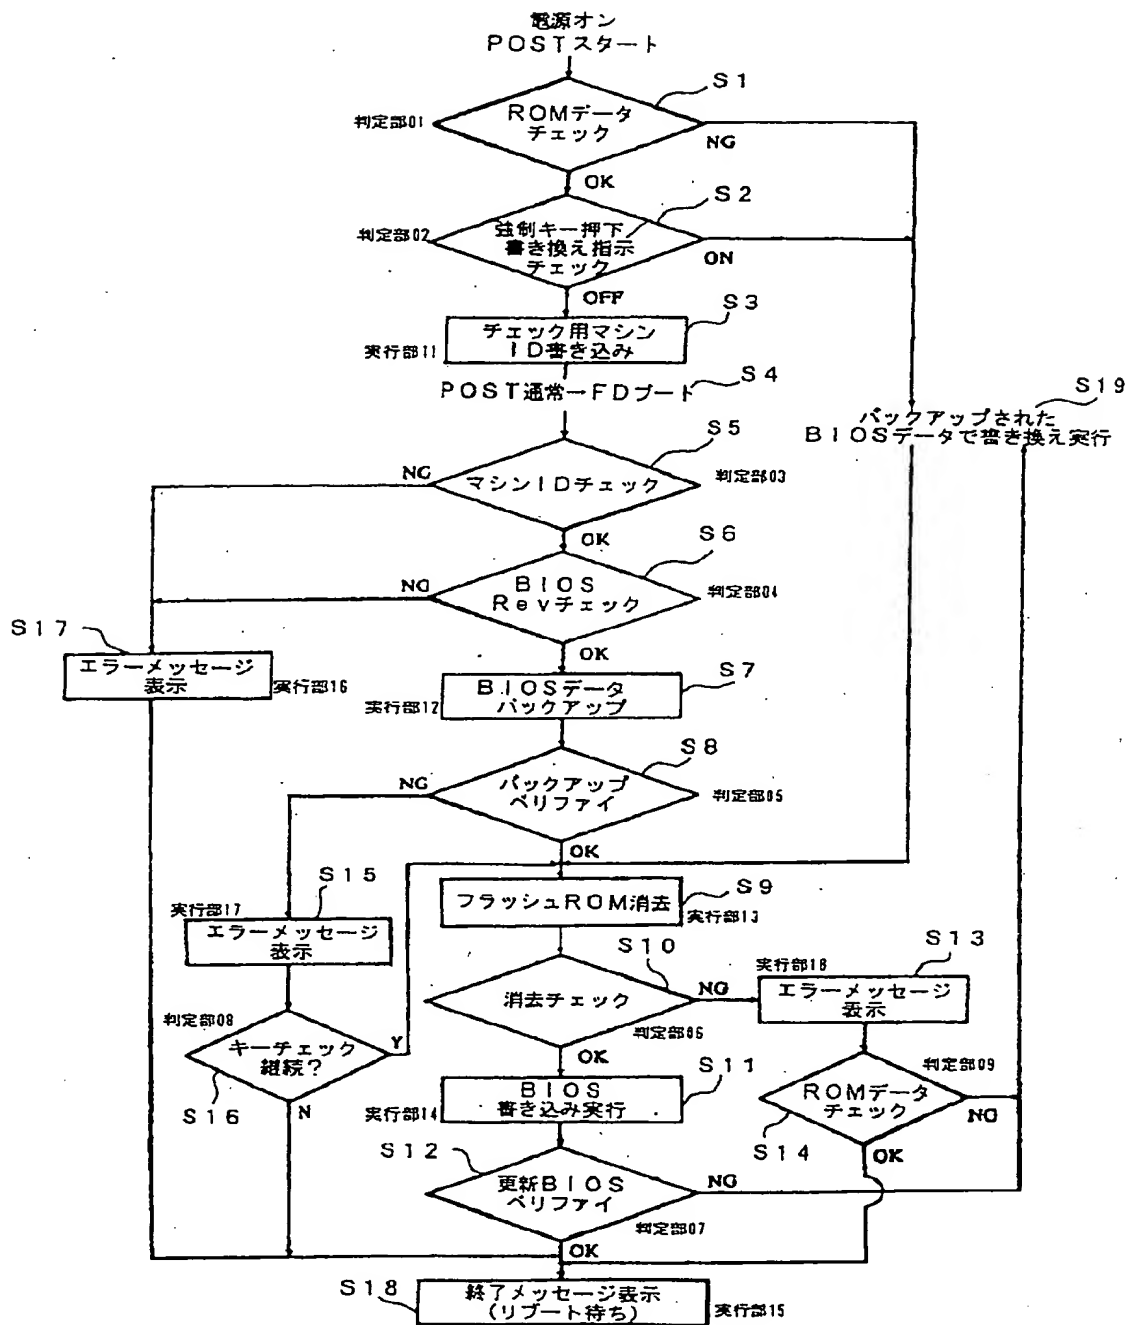 電源オン
POSTスタート
S1
ROMデータ
チェック
判定部01
NG
OK
S2
強制キー押下
書き換え指示
チェック
判定部02
ON
OFF
S3
チェック用マシン
ID書き込み
実行部11
POST通常→FDブート
S4
S19
バックアップされた
BIOSデータで書き換え実行
S5
NG
マシンIDチェック
判定部03
OK
S6
NG
BIOS
Revチェック
判定部04
OK
S17
エラーメッセージ
表示
実行部16
S7
BIOSデータ
バックアップ
実行部12
S8
NG
バックアップ
ベリファイ
判定部05
OK
S15
実行部17
エラーメッセージ
表示
S9
フラッシュROM消去
実行部13
S10
消去チェック
NG
判定部06
OK
S13
実行部18
エラーメッセージ
表示
判定部08
キーチェック
継続?
Y
N
S16
S11
BIOS
書き込み実行
実行部14
判定部09
ROMデータ
チェック
NG
S14
OK
S12
更新BIOS
ベリファイ
NG
判定部07
OK
S18
終了メッセージ表示
(リブート待ち)
実行部15